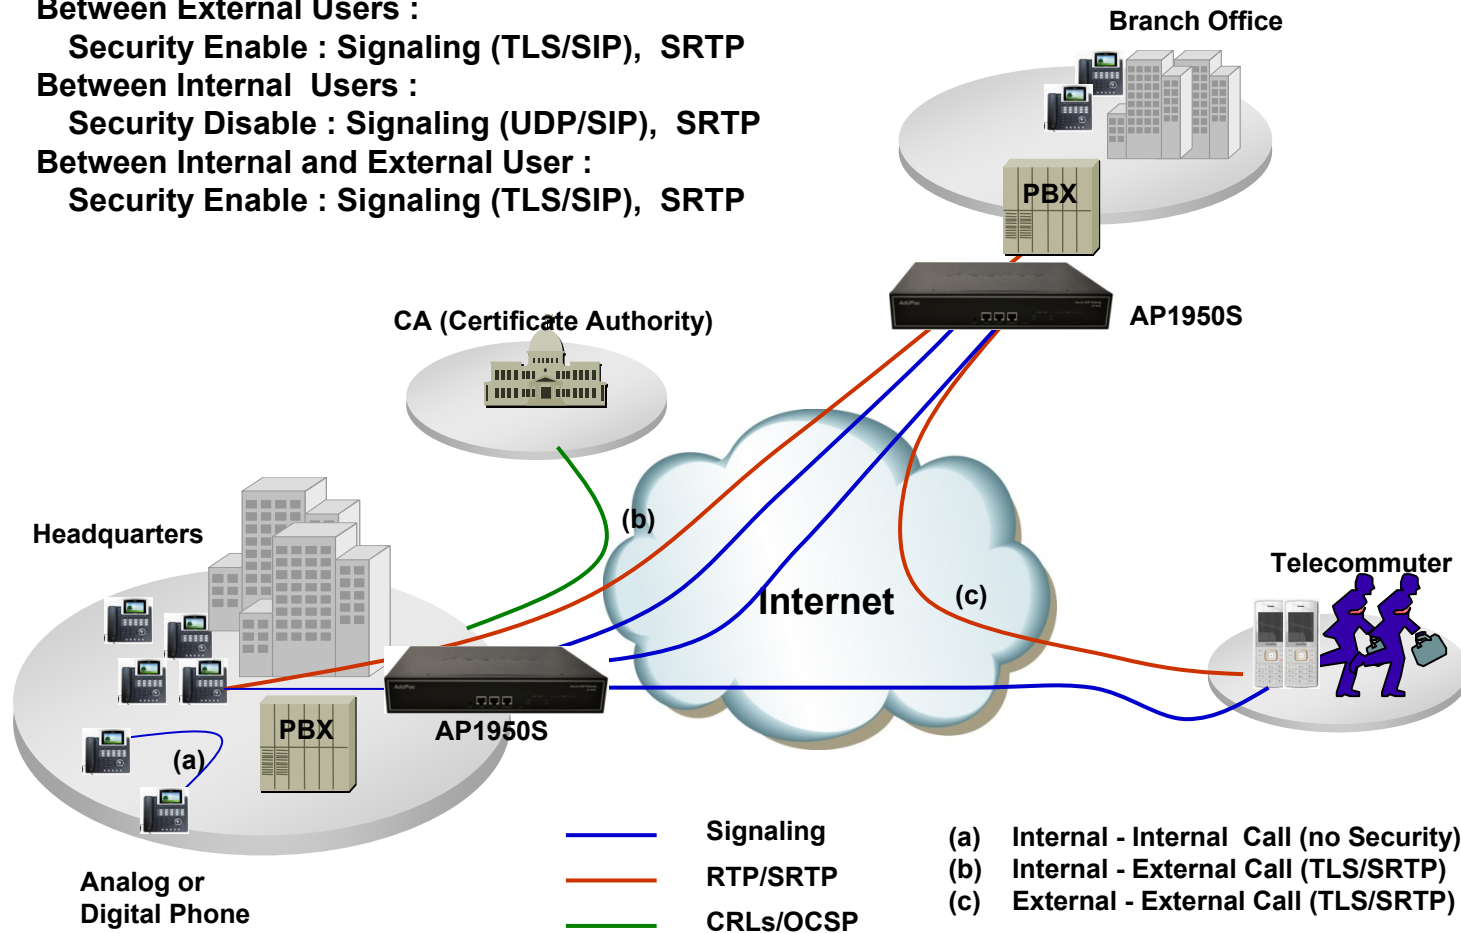 Between External Users :
Security Enable : Signaling (TLS/SIP), SRTP
Between Internal Users :
Security Disable : Signaling (UDP/SIP), SRTP
Between Internal and External User :
Security Enable : Signaling (TLS/SIP), SRTP
Branch Office
PBX
AddPac
AP1950S
CA (Certificate Authority)
Headquarters
(b)
Internet
(c)
Telecommuter
AddPac
PBX
AP1950S
(a)
Analog or
Digital Phone
Signaling
RTP/SRTP
CRLs/OCSP
(a) Internal - Internal Call (no Security)
(b) Internal - External Call (TLS/SRTP)
(c) External - External Call (TLS/SRTP)